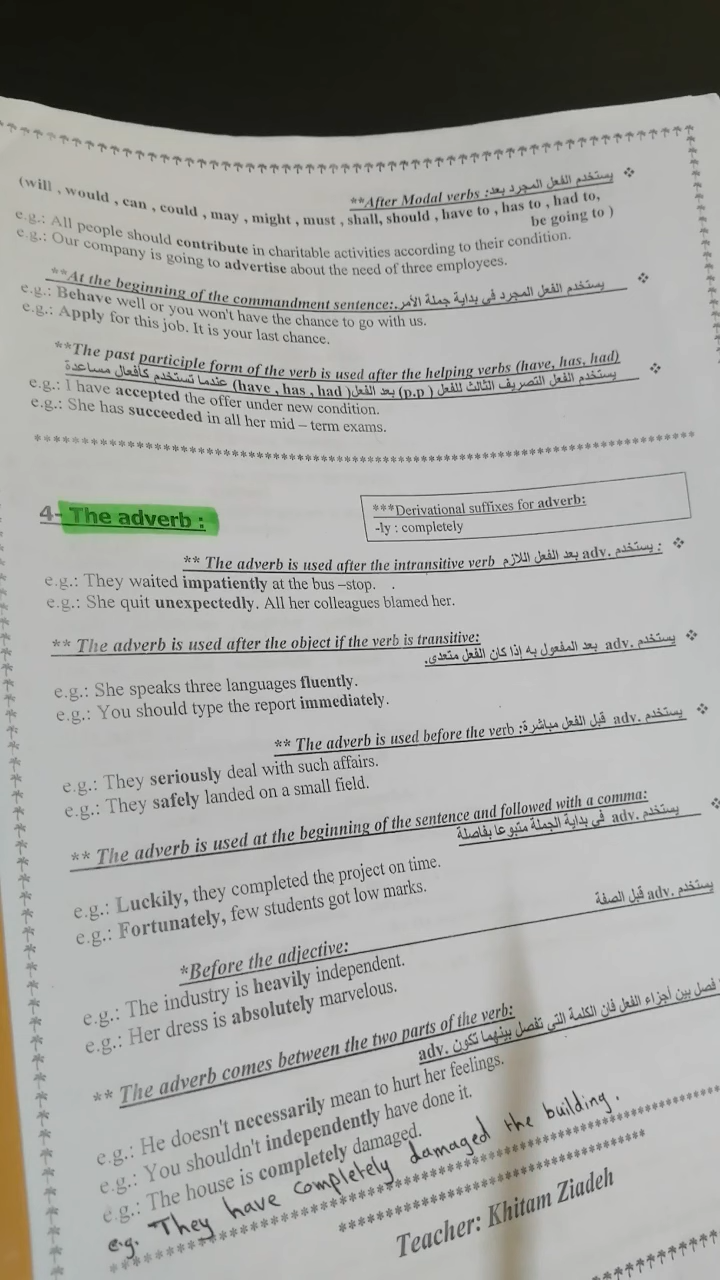 **After Modal verbs :يستخدم الفعل المجرد بعد
(will , would , can , could , may , might , must , shall, should , have to , has to , had to,
be going to )
e.g.: All people should contribute in charitable activities according to their condition.
e.g.: Our company is going to advertise about the need of three employees.
**At the beginning of the commandment sentence:.يستخدم الفعل المجرد في بداية جملة الأمر
e.g.: Behave well or you won't have the chance to go with us.
e.g.: Apply for this job. It is your last chance.
**The past participle form of the verb is used after the helping verbs (have, has, had)
يستخدم الفعل التصريف الثالث للفعل (p.p) بعد الفعل( have , has , had) عندما تستخدم كأفعال مساعدة
e.g.: I have accepted the offer under new condition.
e.g.: She has succeeded in all her mid – term exams.
4- The adverb :
***Derivational suffixes for adverb:
-ly : completely
** The adverb is used after the intransitive verb يستخدم .adv بعد الفعل اللازم :
e.g.: They waited impatiently at the bus –stop. .
e.g.: She quit unexpectedly. All her colleagues blamed her.
** The adverb is used after the object if the verb is transitive:
يستخدم .adv بعد المفعول به إذا كان الفعل متعدي.
e.g.: She speaks three languages fluently.
e.g.: You should type the report immediately.
** The adverb is used before the verb :يستخدم .adv قبل الفعل مباشرة
e.g.: They seriously deal with such affairs.
e.g.: They safely landed on a small field.
** The adverb is used at the beginning of the sentence and followed with a comma:
يستخدم .adv في بداية الجملة متبوعا بفاصلة
e.g.: Luckily, they completed the project on time.
e.g.: Fortunately, few students got low marks.
يستخدم .adv قبل الصفة
*Before the adjective:
e.g.: The industry is heavily independent.
e.g.: Her dress is absolutely marvelous.
** The adverb comes between the two parts of the verb:
فصل بين أجزاء الفعل فان الكلمة التي تفصل بينهما تكون .adv
e.g.: He doesn't necessarily mean to hurt her feelings.
e.g.: You shouldn't independently have done it.
e.g.: The house is completely damaged.
e.g. They have completely damaged the building.
Teacher: Khitam Ziadeh